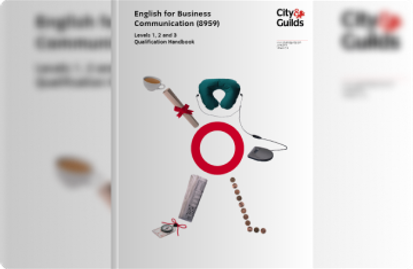 English for Business
Communication (8959)
Levels 1, 2 and 3
Qualification Handbook
City&
Guilds